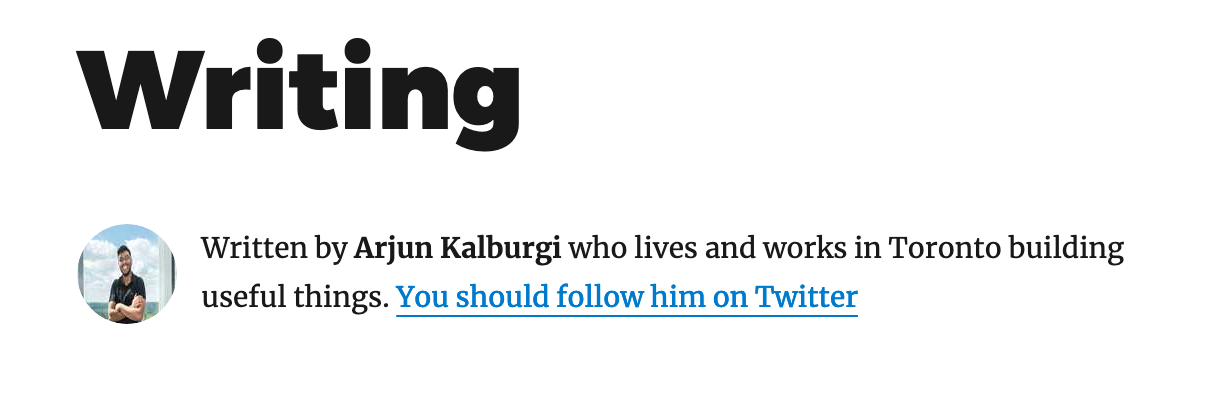 Writing
Written by Arjun Kalburgi who lives and works in Toronto building
useful things. You should follow him on Twitter